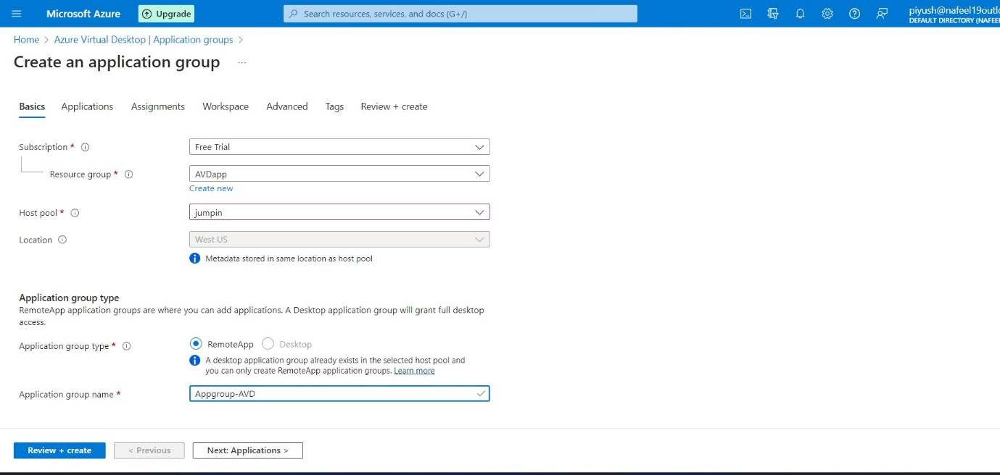 Microsoft Azure
Upgrade
Search resources, services, and docs (G+/)
piyush@nafeel19outlo
DEFAULT DIRECTORY (NAFEEL
Home > Azure Virtual Desktop | Application groups >
Create an application group ...
Basics Applications Assignments Workspace Advanced Tags Review + create
Subscription * Free Trial
Resource group * AVDapp
Create new
Host pool * jumpin
Location West US
Metadata stored in same location as host pool
Application group type
RemoteApp application groups are where you can add applications. A Desktop application group will grant full desktop
access.
Application group type * RemoteApp Desktop
A desktop application group already exists in the selected host pool and
you can only create RemoteApp application groups. Learn more
Application group name * Appgroup-AVD
Review + create < Previous Next: Applications >